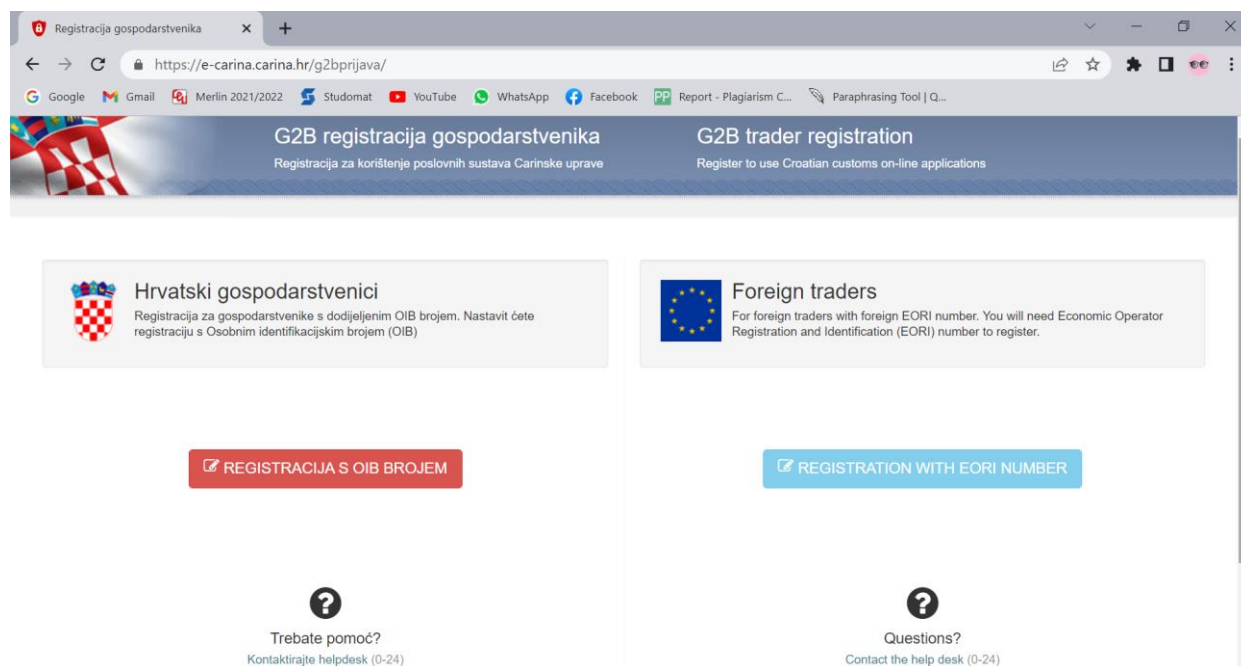 Registracija gospodarstvenika
https://e-carina.carina.hr/g2bprijava/
Google Gmail Merlin 2021/2022 Studomat YouTube WhatsApp Facebook PP Report - Plagiarism C... Paraphrasing Tool | Q...
G2B registracija gospodarstvenika
Registracija za korištenje poslovnih sustava Carinske uprave
G2B trader registration
Register to use Croatian customs on-line applications
Hrvatski gospodarstvenici
Registracija za gospodarstvenike s dodijeljenim OIB brojem. Nastavit ćete
registraciju s Osobnim identifikacijskim brojem (OIB)
Foreign traders
For foreign traders with foreign EORI number. You will need Economic Operator
Registration and Identification (EORI) number to register.
REGISTRACIJA S OIB BROJEM
REGISTRATION WITH EORI NUMBER
Trebate pomoć?
Kontaktirajte helpdesk (0-24)
Questions?
Contact the help desk (0-24)